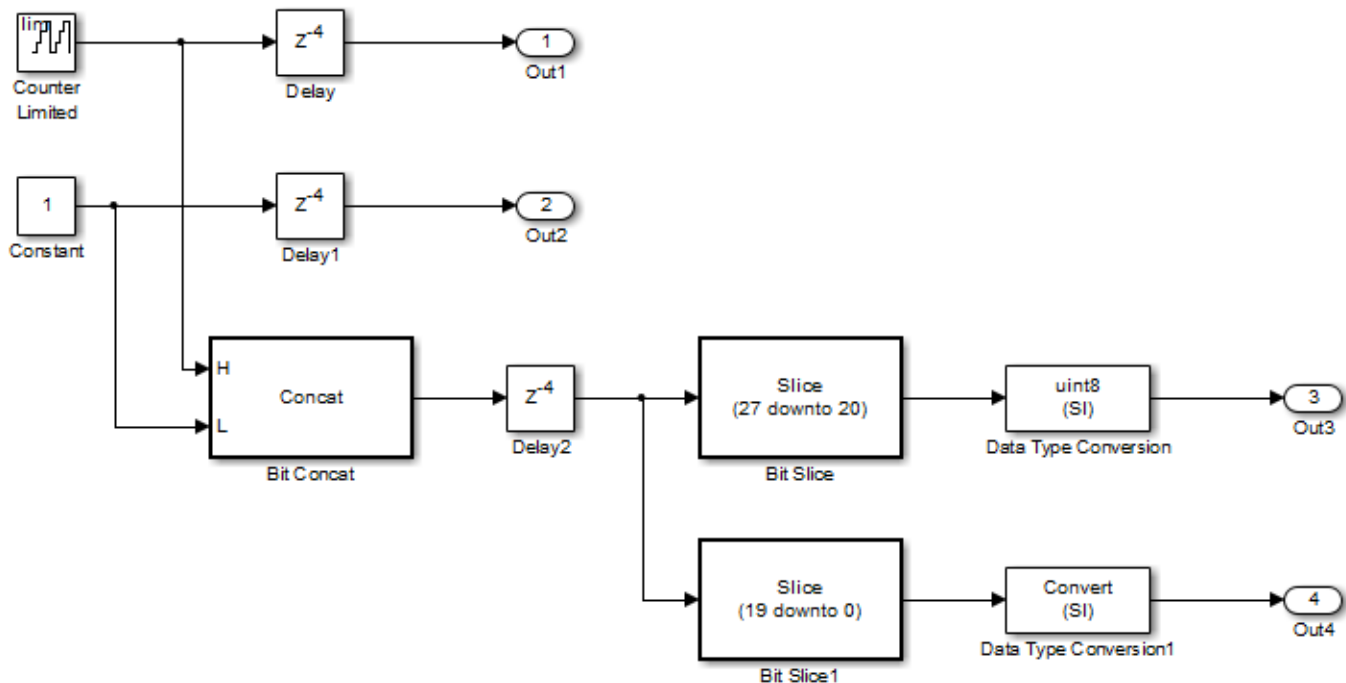 lim
Z-4
1
Counter
Limited
Delay
Out1
1
Z-4
2
Constant
Delay1
Out2
H
Concat
L
Bit Concat
Z-4
Delay2
Slice
(27 downto 20)
Bit Slice
uint8
(SI)
Data Type Conversion
3
Out3
Slice
(19 downto 0)
Bit Slice1
Convert
(SI)
Data Type Conversion1
4
Out4